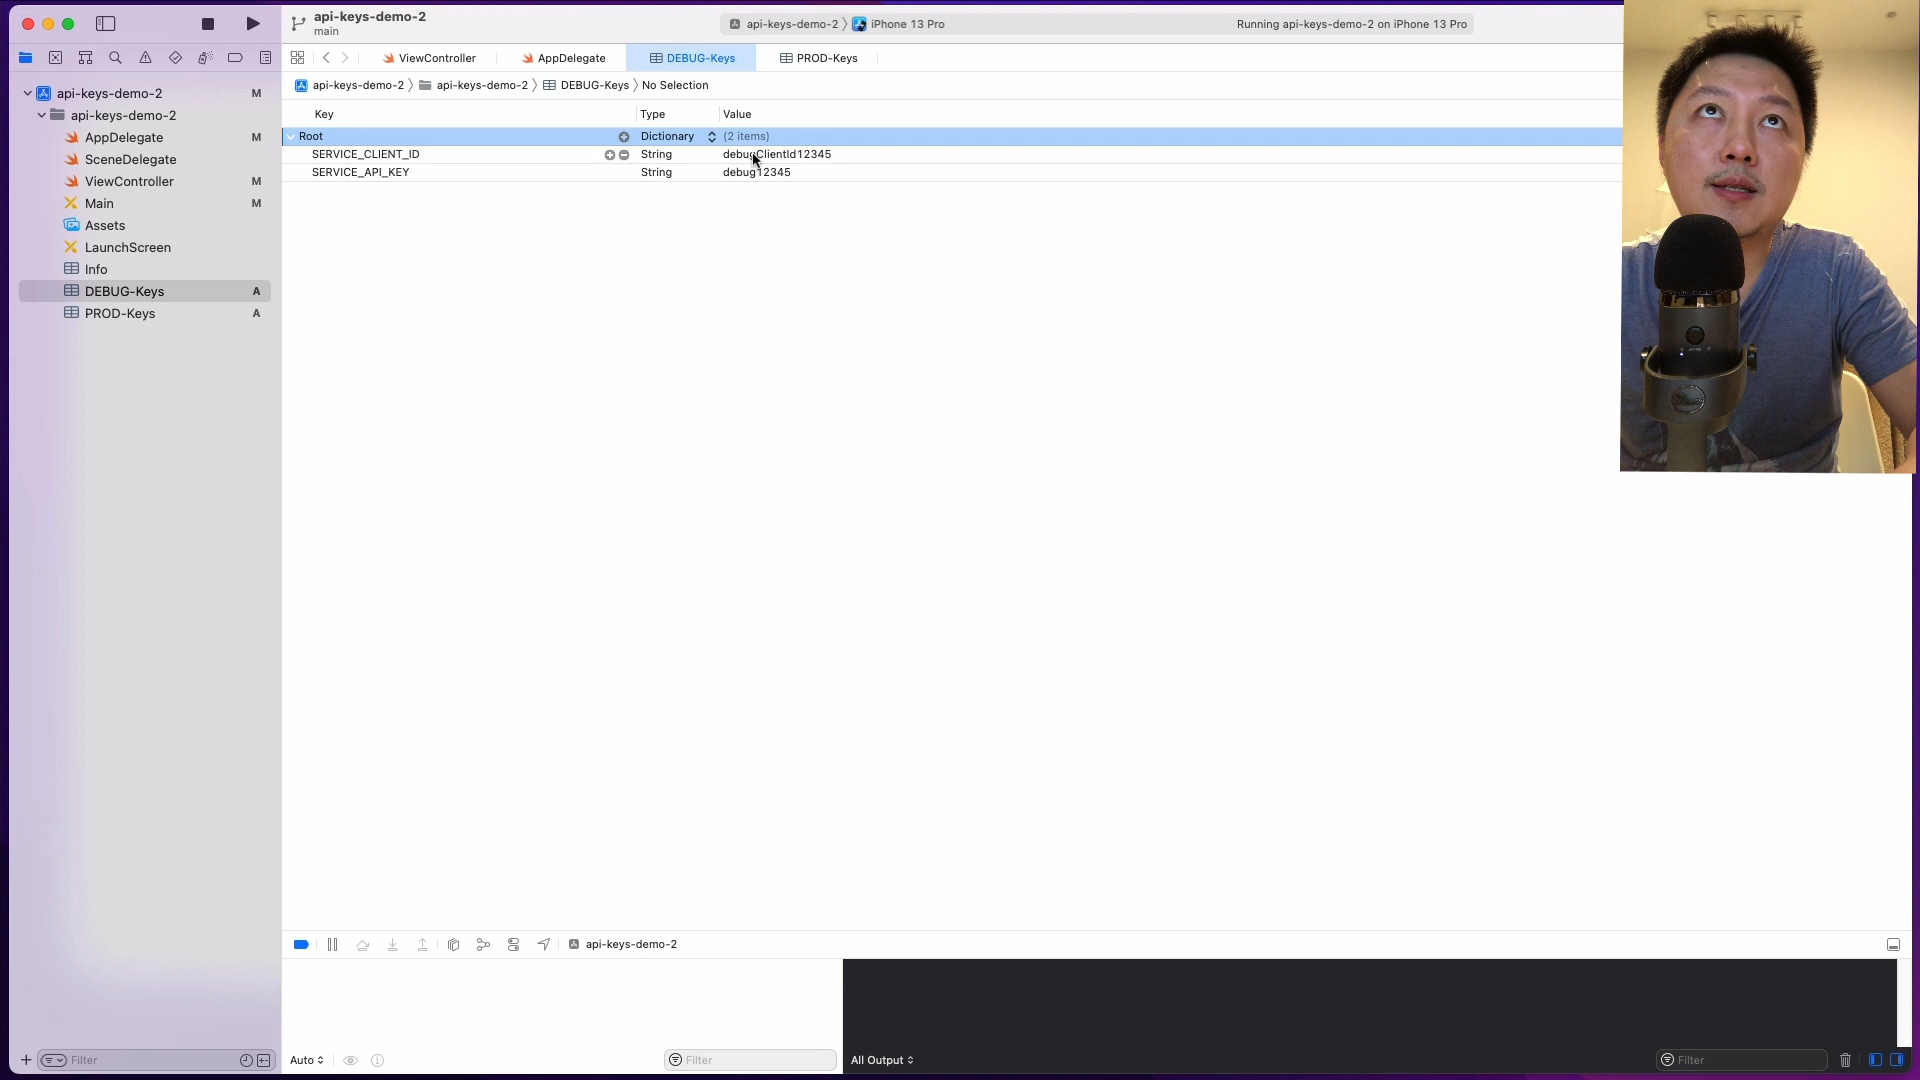 api-keys-demo-2
main
api-keys-demo-2 〉 iPhone 13 Pro
Running api-keys-demo-2 on iPhone 13 Pro
ViewController
AppDelegate
DEBUG-Keys
PROD-Keys
api-keys-demo-2 〉 api-keys-demo-2 〉 DEBUG-Keys 〉 No Selection
api-keys-demo-2 M
api-keys-demo-2
AppDelegate M
SceneDelegate
ViewController M
Main M
Assets
LaunchScreen
Info
DEBUG-Keys A
PROD-Keys A
Filter
Key Type Value
Root Dictionary (2 items)
SERVICE_CLIENT_ID String debugClientId12345
SERVICE_API_KEY String debug12345
api-keys-demo-2
Auto
Filter
All Output
Filter